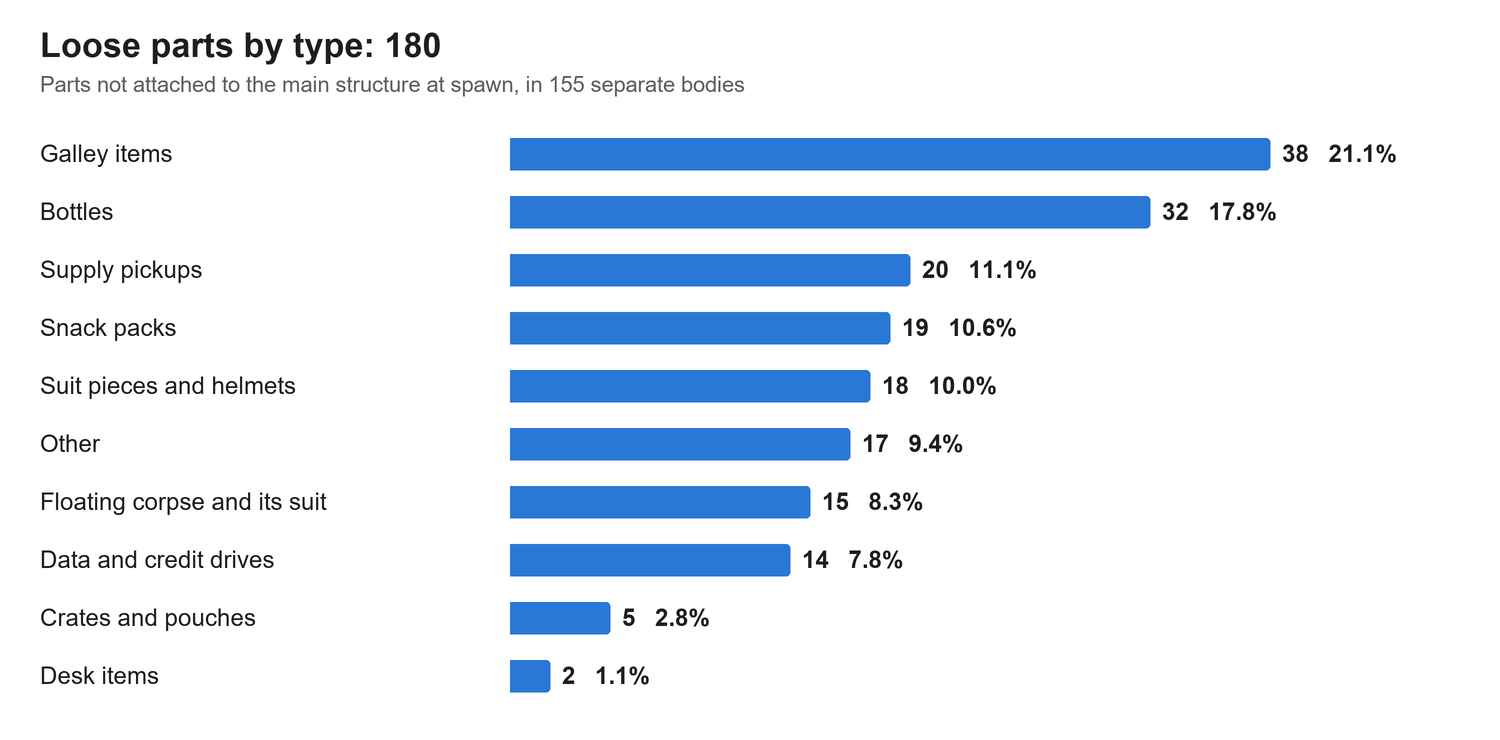 Loose parts by type: 180
Parts not attached to the main structure at spawn, in 155 separate bodies
Galley items 38 21.1%
Bottles 32 17.8%
Supply pickups 20 11.1%
Snack packs 19 10.6%
Suit pieces and helmets 18 10.0%
Other 17 9.4%
Floating corpse and its suit 15 8.3%
Data and credit drives 14 7.8%
Crates and pouches 5 2.8%
Desk items 2 1.1%